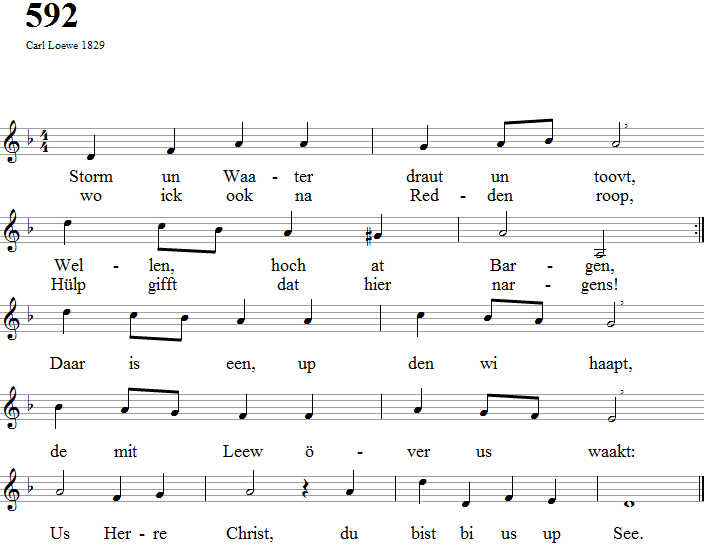 592
Carl Loewe 1829
4
4
Storm un Waa - ter draut un toovt,
wo ick ook na Red - den roop,
Wel - len, hoch at Bar - gen,
Hülp gifft dat hier nar - gens!
Daar is een, up den wi haapt,
de mit Leew ö - ver us waakt:
Us Her - re Christ, du bist bi us up See.